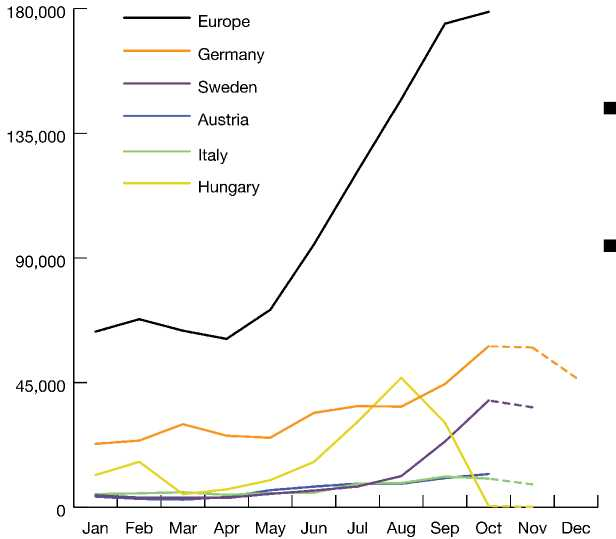 180,000
Europe
Germany
Sweden
135,000
Austria
Italy
Hungary
90,000
45,000
0
Jan Feb Mar Apr May Jun Jul Aug Sep Oct Nov Dec